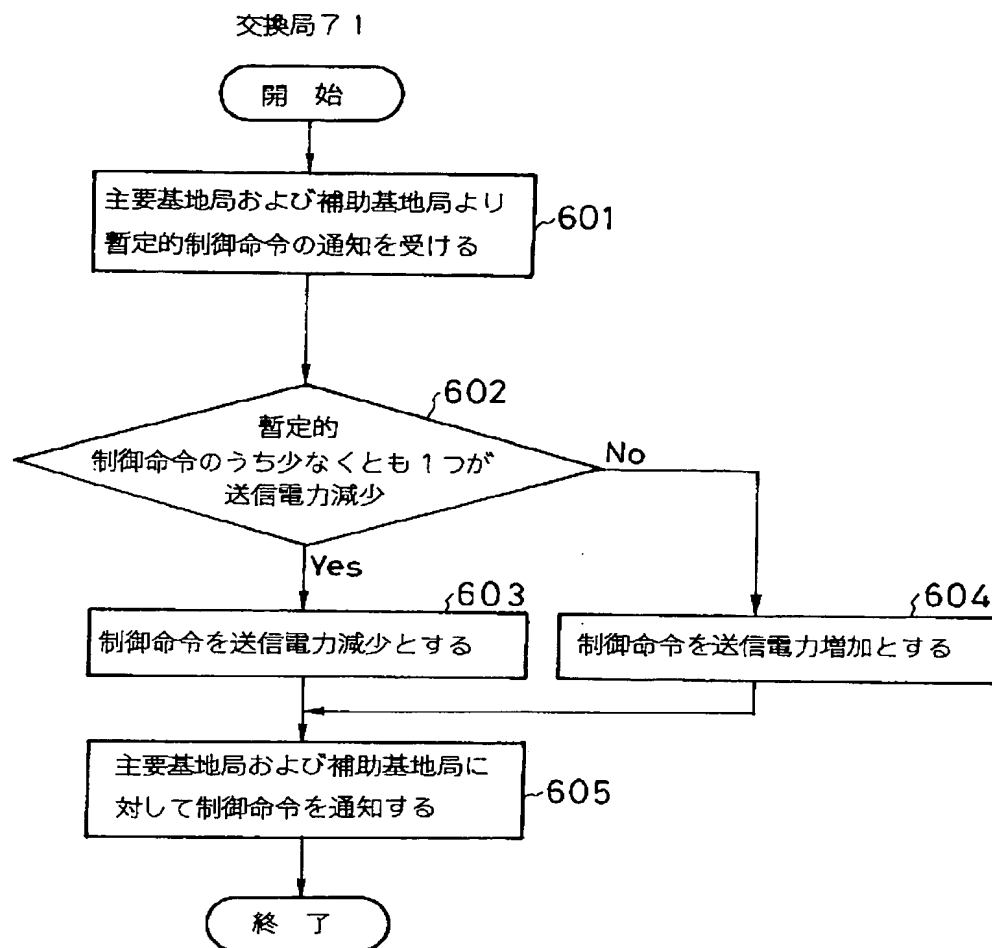 交換局71
開 始
主要基地局および補助基地局より
暫定的制御命令の通知を受ける
601
602
暫定的
制御命令のうち少なくとも1つが
送信電力減少
No
Yes
603
制御命令を送信電力減少とする
604
制御命令を送信電力増加とする
主要基地局および補助基地局に
対して制御命令を通知する
605
終 了